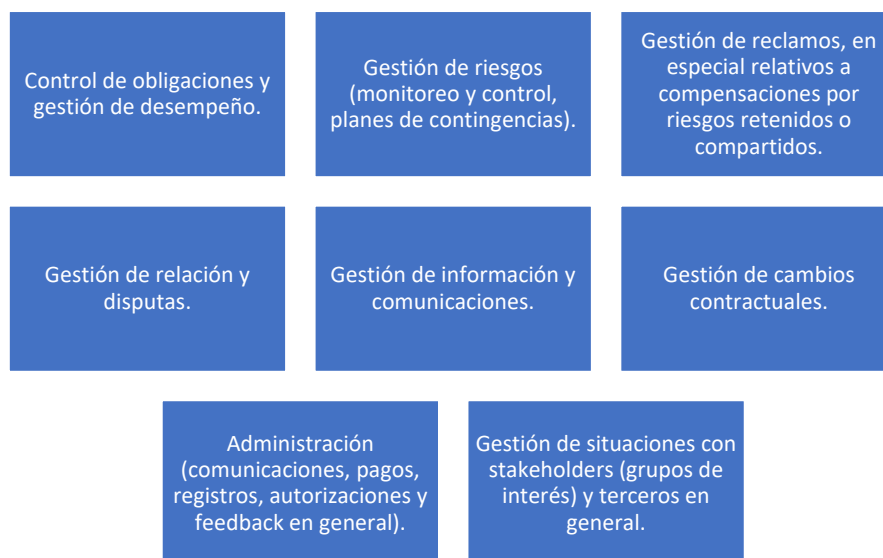 Control de obligaciones y
gestión de desempeño.
Gestión de riesgos
(monitoreo y control,
planes de contingencias).
Gestión de reclamos, en
especial relativos a
compensaciones por
riesgos retenidos o
compartidos.
Gestión de relación y
disputas.
Gestión de información y
comunicaciones.
Gestión de cambios
contractuales.
Administración
(comunicaciones, pagos,
registros, autorizaciones y
feedback en general).
Gestión de situaciones con
stakeholders (grupos de
interés) y terceros en
general.